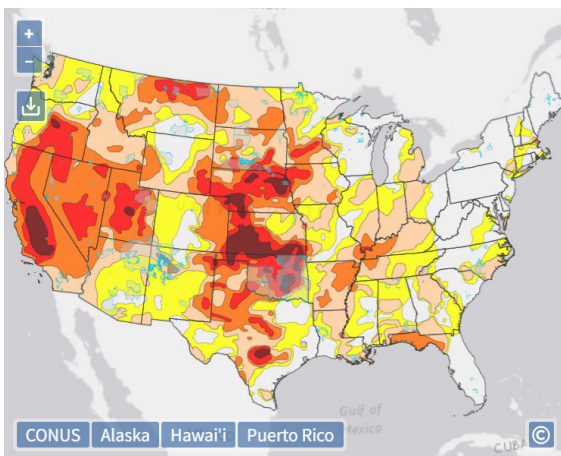 +
−
Gulf of
Mexico
CUBA
CONUS
Alaska
Hawai'i
Puerto Rico
©